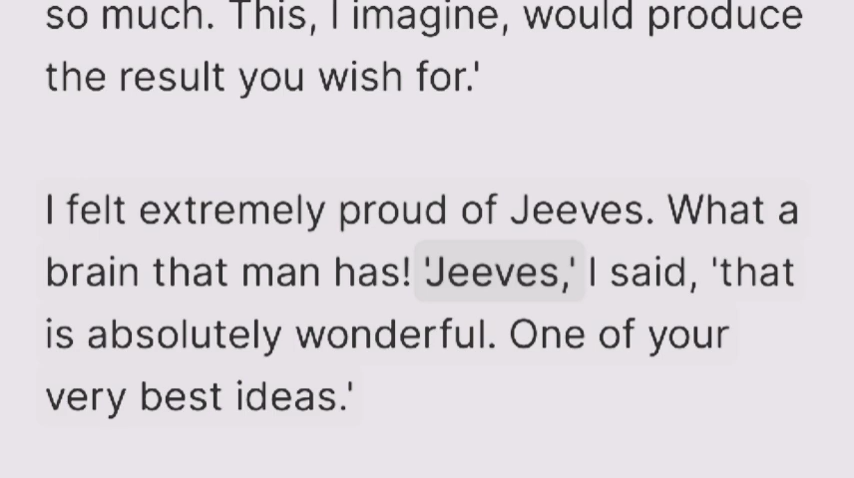 so much. This, I imagine, would produce
the result you wish for.'
I felt extremely proud of Jeeves. What a
brain that man has! 'Jeeves,' I said, 'that
is absolutely wonderful. One of your
very best ideas.'